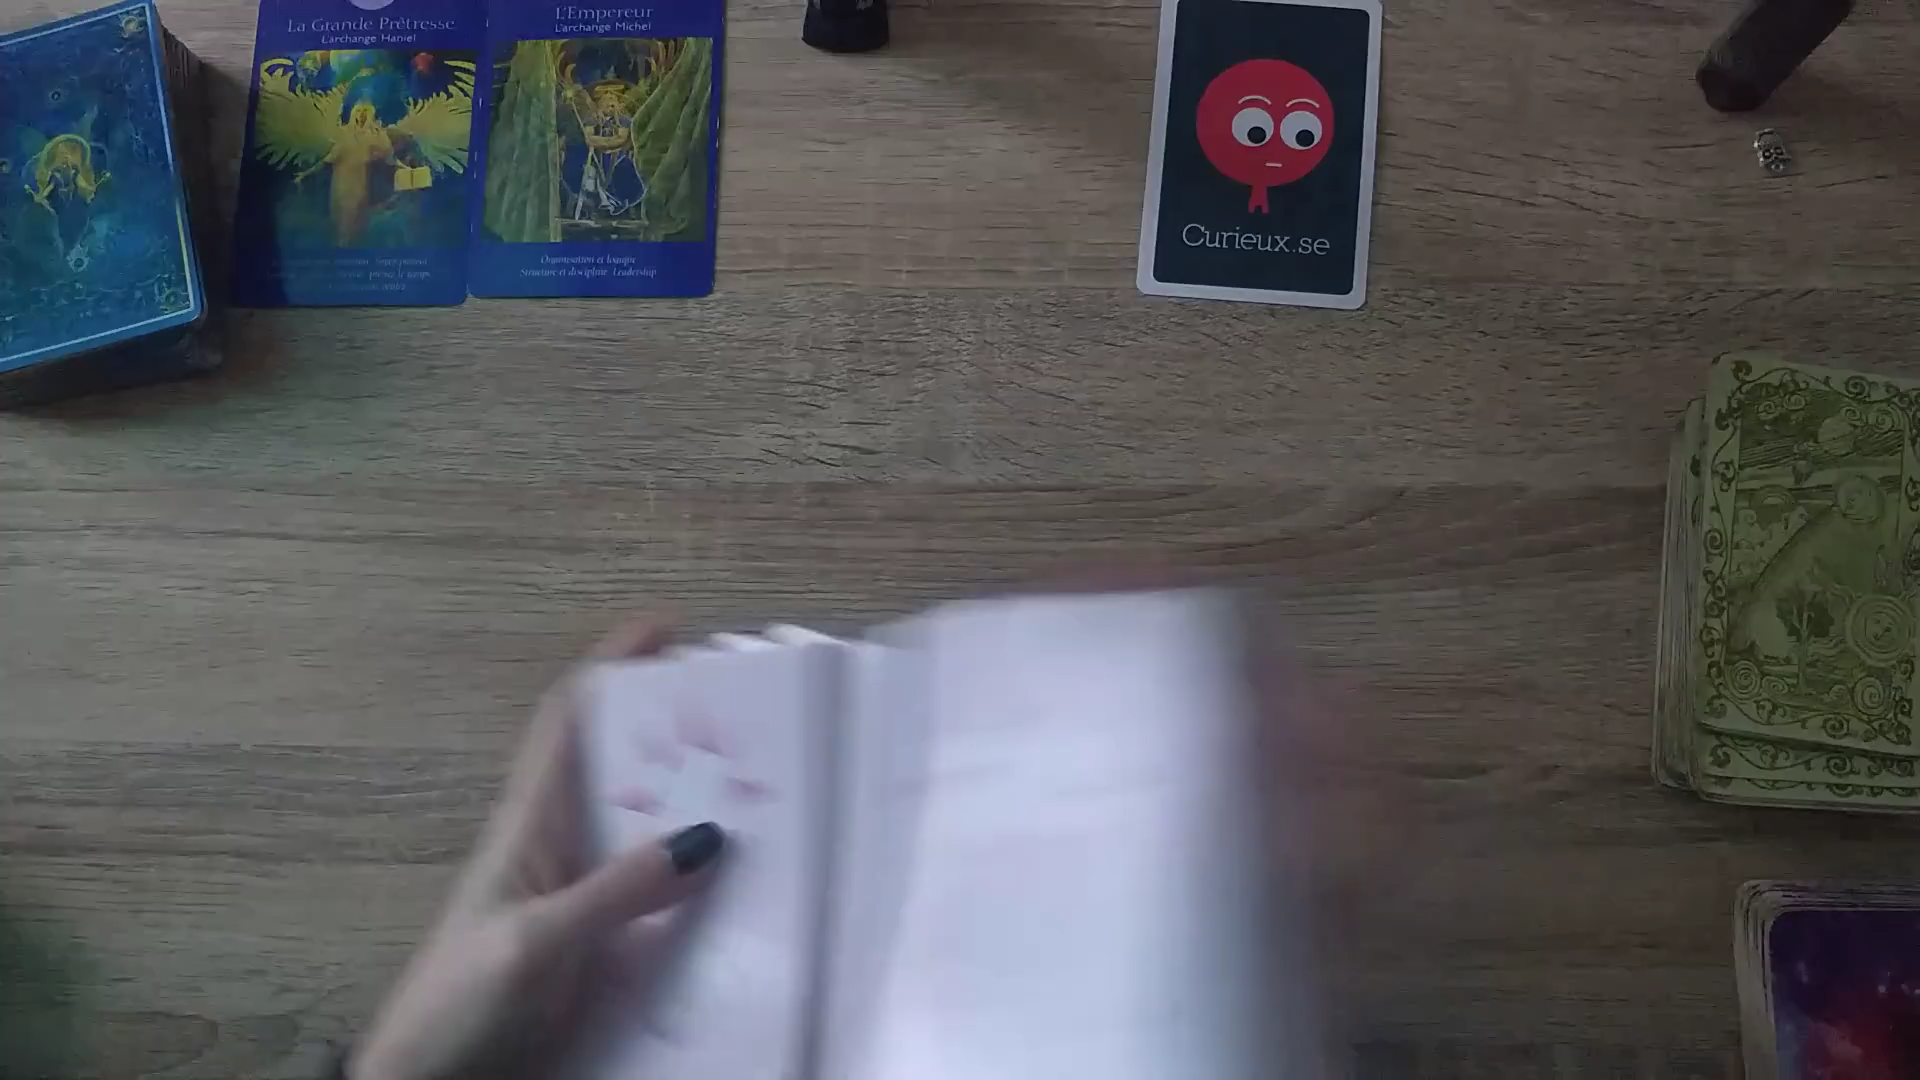 La Grande Prêtresse
L'archange Haniel
L'Empereur
L'archange Michel
Organisation et logique
Structure et discipline Leadership
Curieux.se